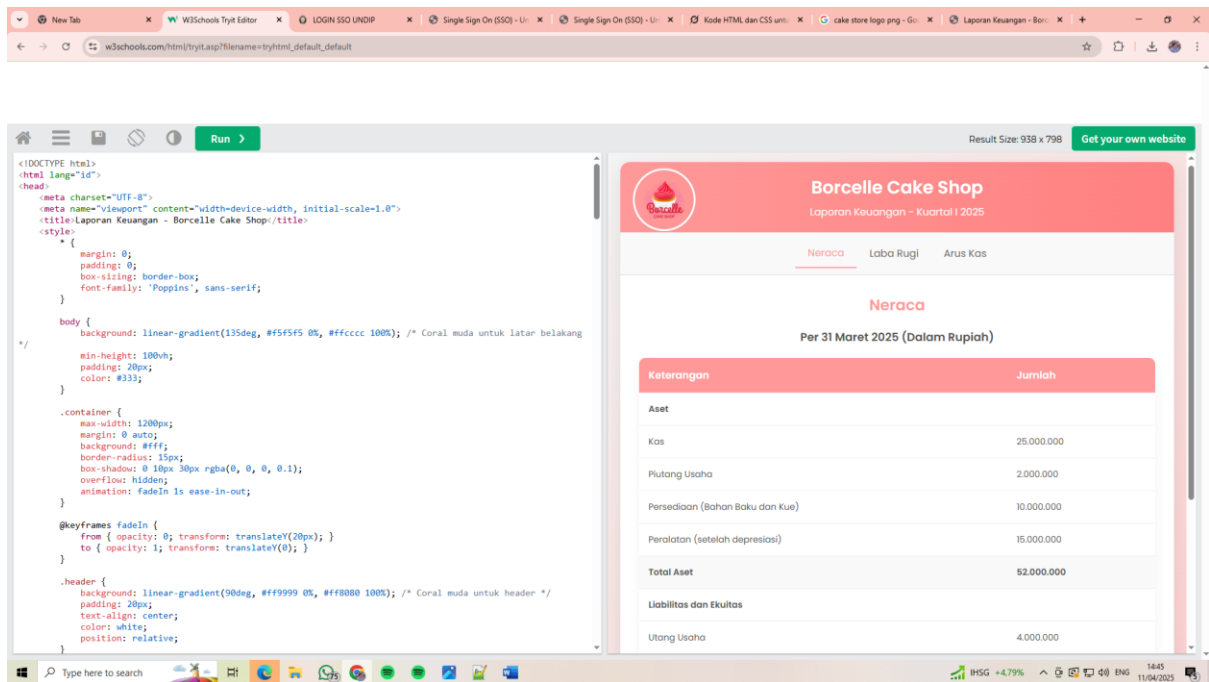 New Tab
W3Schools Tryit Editor
LOGIN SSO UNDIP
Single Sign On (SSO) - Un
Single Sign On (SSO) - Un
Kode HTML dan CSS untu
cake store logo png - Goo
Laporan Keuangan - Borc
w3schools.com/html/tryit.asp?filename=tryhtml_default_default
Run ❯
Result Size: 938 x 798
Get your own website
<!DOCTYPE html>
<html lang="id">
<head>
    <meta charset="UTF-8">
    <meta name="viewport" content="width=device-width, initial-scale=1.0">
    <title>Laporan Keuangan - Borcelle Cake Shop</title>
    <style>
        * {
            margin: 0;
            padding: 0;
            box-sizing: border-box;
            font-family: 'Poppins', sans-serif;
        }
        body {
            background: linear-gradient(135deg, #f5f5f5 0%, #ffcccc 100%); /* Coral muda untuk latar belakang
*/
            min-height: 100vh;
            padding: 20px;
            color: #333;
        }
        .container {
            max-width: 1200px;
            margin: 0 auto;
            background: #fff;
            border-radius: 15px;
            box-shadow: 0 10px 30px rgba(0, 0, 0, 0.1);
            overflow: hidden;
            animation: fadeIn 1s ease-in-out;
        }
        @keyframes fadeIn {
            from { opacity: 0; transform: translateY(20px); }
            to { opacity: 1; transform: translateY(0); }
        }
        .header {
            background: linear-gradient(90deg, #ff9999 0%, #ff8080 100%); /* Coral muda untuk header */
            padding: 20px;
            text-align: center;
            color: white;
            position: relative;
        }
Borcelle
CAKE SHOP
Borcelle Cake Shop
Laporan Keuangan - Kuartal I 2025
Neraca Laba Rugi Arus Kas
Neraca
Per 31 Maret 2025 (Dalam Rupiah)
Keterangan Jumlah
Aset
Kas 25.000.000
Piutang Usaha 2.000.000
Persediaan (Bahan Baku dan Kue) 10.000.000
Peralatan (setelah depresiasi) 15.000.000
Total Aset 52.000.000
Liabilitas dan Ekuitas
Utang Usaha 4.000.000
Type here to search
IHSG +4,79%
ENG
14:45
11/04/2025